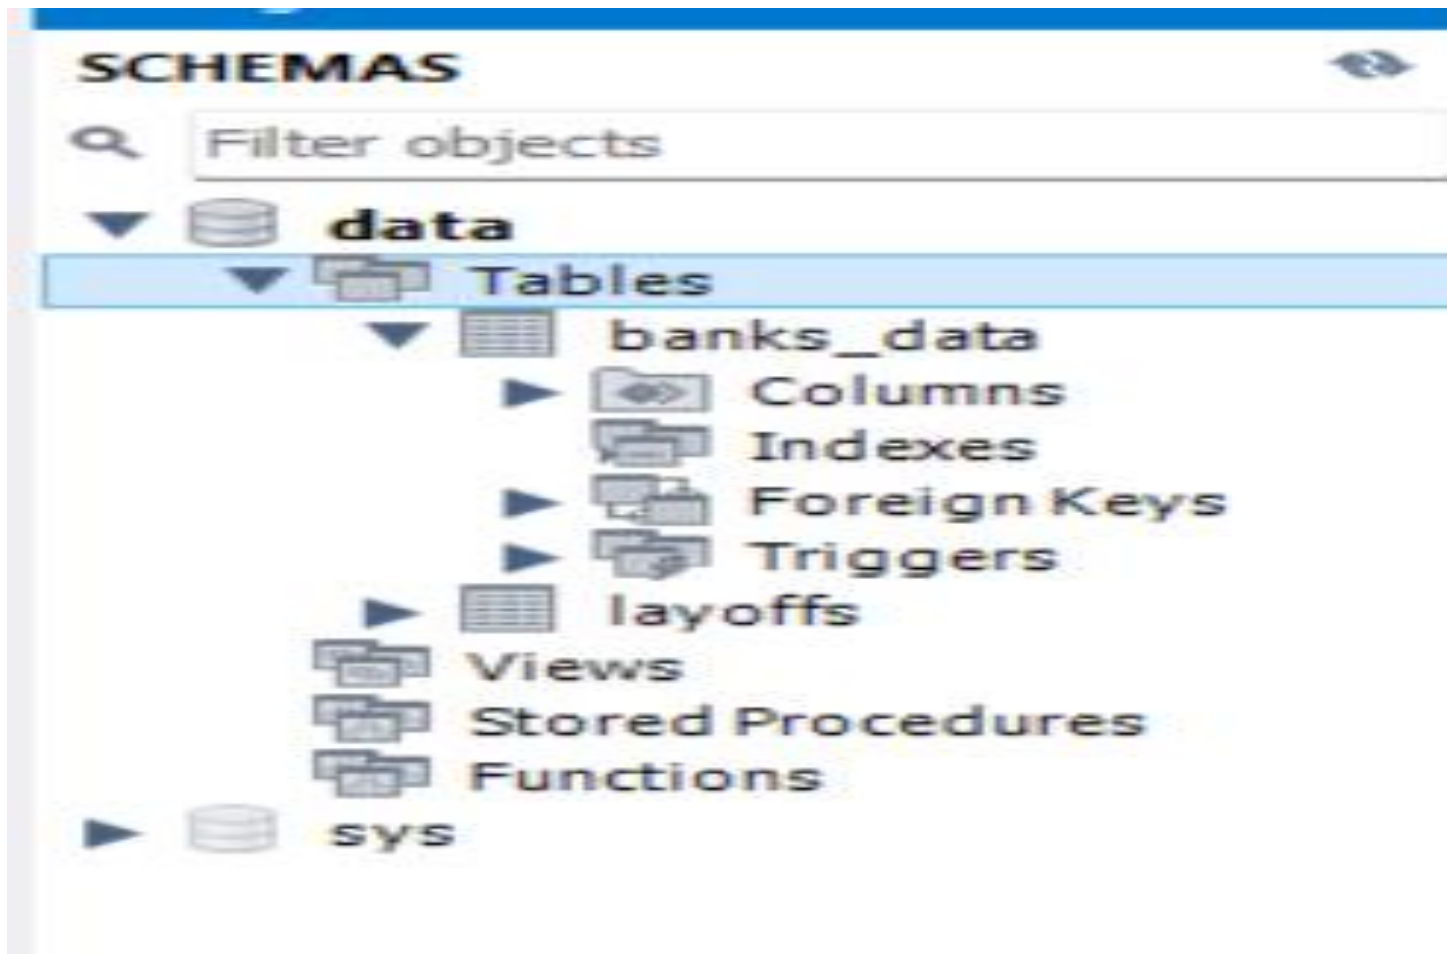 SCHEMAS
Filter objects
data
Tables
banks_data
Columns
Indexes
Foreign Keys
Triggers
layoffs
Views
Stored Procedures
Functions
sys